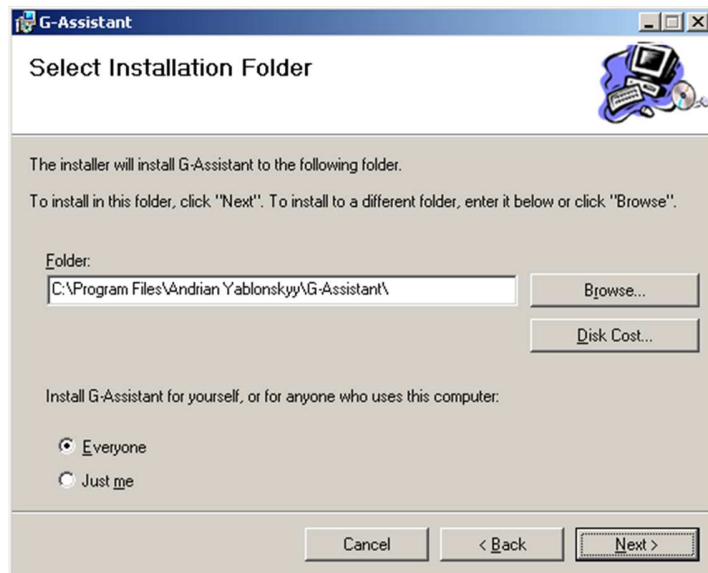 G-Assistant
Select Installation Folder
The installer will install G-Assistant to the following folder.
To install in this folder, click "Next". To install to a different folder, enter it below or click "Browse".
Folder:
C:\Program Files\Andrian Yablonskyy\G-Assistant\
Browse...
Disk Cost...
Install G-Assistant for yourself, or for anyone who uses this computer:
Everyone
Just me
Cancel
< Back
Next >